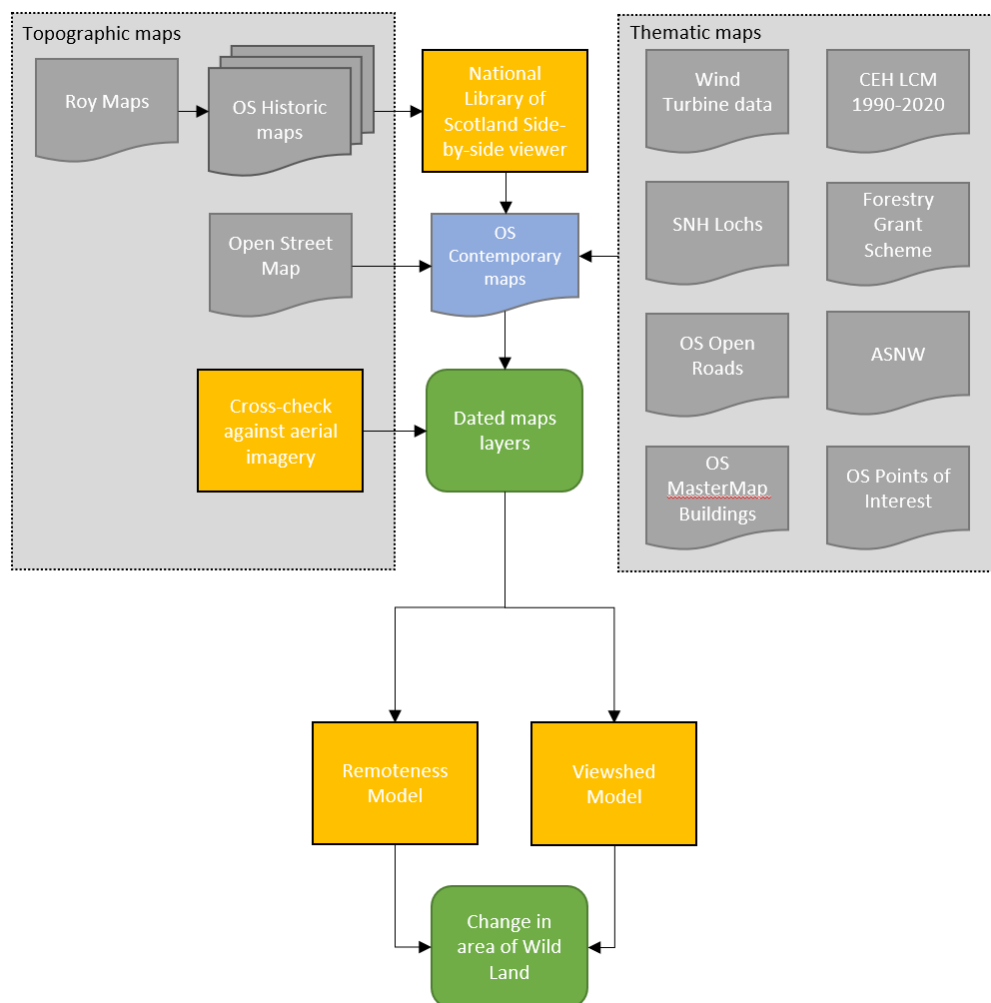 Topographic maps
Roy Maps
OS Historic
maps
National
Library of
Scotland Side-
by-side viewer
Open Street
Map
OS
Contemporary
maps
Cross-check
against aerial
imagery
Dated maps
layers
Thematic maps
Wind
Turbine data
CEH LCM
1990-2020
SNH Lochs
Forestry
Grant
Scheme
OS Open
Roads
ASNW
OS
MasterMap
Buildings
OS Points of
Interest
Remoteness
Model
Viewshed
Model
Change in
area of Wild
Land